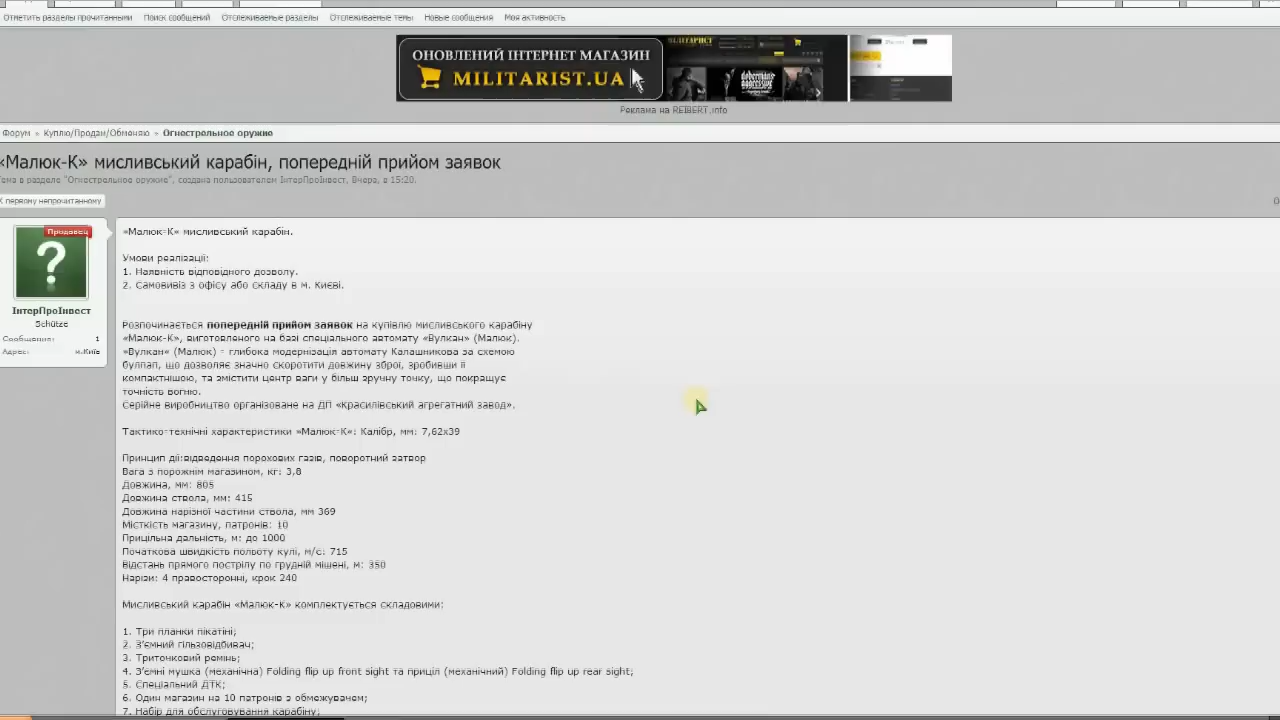 Отметить разделы прочитанными Поиск сообщений Отслеживаемые разделы Отслеживаемые темы Новые сообщения Моя активность
ОНОВЛЕНИЙ ІНТЕРНЕТ МАГАЗИН
MILITARIST.UA
МІЛІТАРИСТ
dobermans
aggressive
Реклама на REIBERT.info
Форум » Куплю/Продам/Обменяю » Огнестрельное оружие
«Малюк-К» мисливський карабін, попередній прийом заявок
Тема в разделе "Огнестрельное оружие", создана пользователем ІнтерПроІнвест, Вчера, в 15:20.
К первому непрочитанному
Продавец
ІнтерПроІнвест
Schütze
Сообщения: 1
Адрес: м.Київ
«Малюк-К» мисливський карабін.
Умови реалізації:
1. Наявність відповідного дозволу.
2. Самовивіз з офісу або складу в м. Києві.
Розпочинається попередній прийом заявок на купівлю мисливського карабіну
«Малюк-К», виготовленого на базі спеціального автомату «Вулкан» (Малюк).
«Вулкан» (Малюк) – глибока модернізація автомату Калашникова за схемою
булпап, що дозволяє значно скоротити довжину зброї, зробивши її
компактнішою, та змістити центр ваги у більш зручну точку, що покращує
точність вогню.
Серійне виробництво організоване на ДП «Красилівський агрегатний завод».
Тактико-технічні характеристики «Малюк-К»: Калібр, мм: 7,62х39
Принцип дії:відведення порохових газів, поворотний затвор
Вага з порожнім магазином, кг: 3,8
Довжина, мм: 805
Довжина ствола, мм: 415
Довжина нарізної частини ствола, мм 369
Місткість магазину, патронів: 10
Прицільна дальність, м: до 1000
Початкова швидкість польоту кулі, м/с: 715
Відстань прямого пострілу по грудній мішені, м: 350
Нарізи: 4 правосторонні, крок 240
Мисливський карабін «Малюк-К» комплектується складовими:
1. Три планки пікатіні;
2. З'ємний гільзовідбивач;
3. Триточковий ремінь;
4. З'ємні мушка (механічна) Folding flip up front sight та приціл (механічний) Folding flip up rear sight;
5. Спеціальний ДТК;
6. Один магазин на 10 патронів з обмежувачем;
7. Набір для обслуговування карабіну;